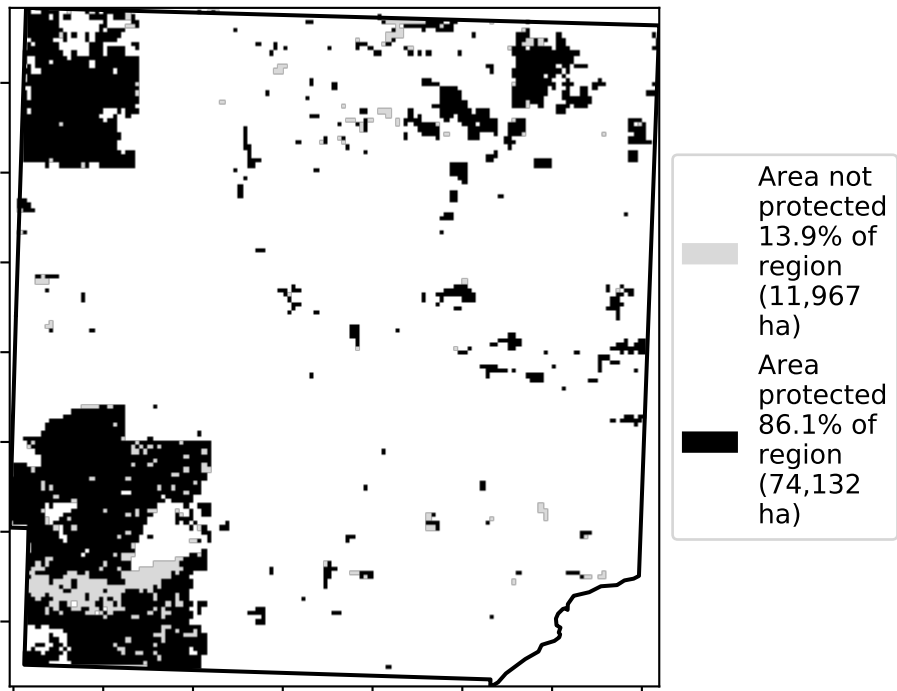 Area not
protected
13.9% of
region
(11,967
ha)
Area
protected
86.1% of
region
(74,132
ha)